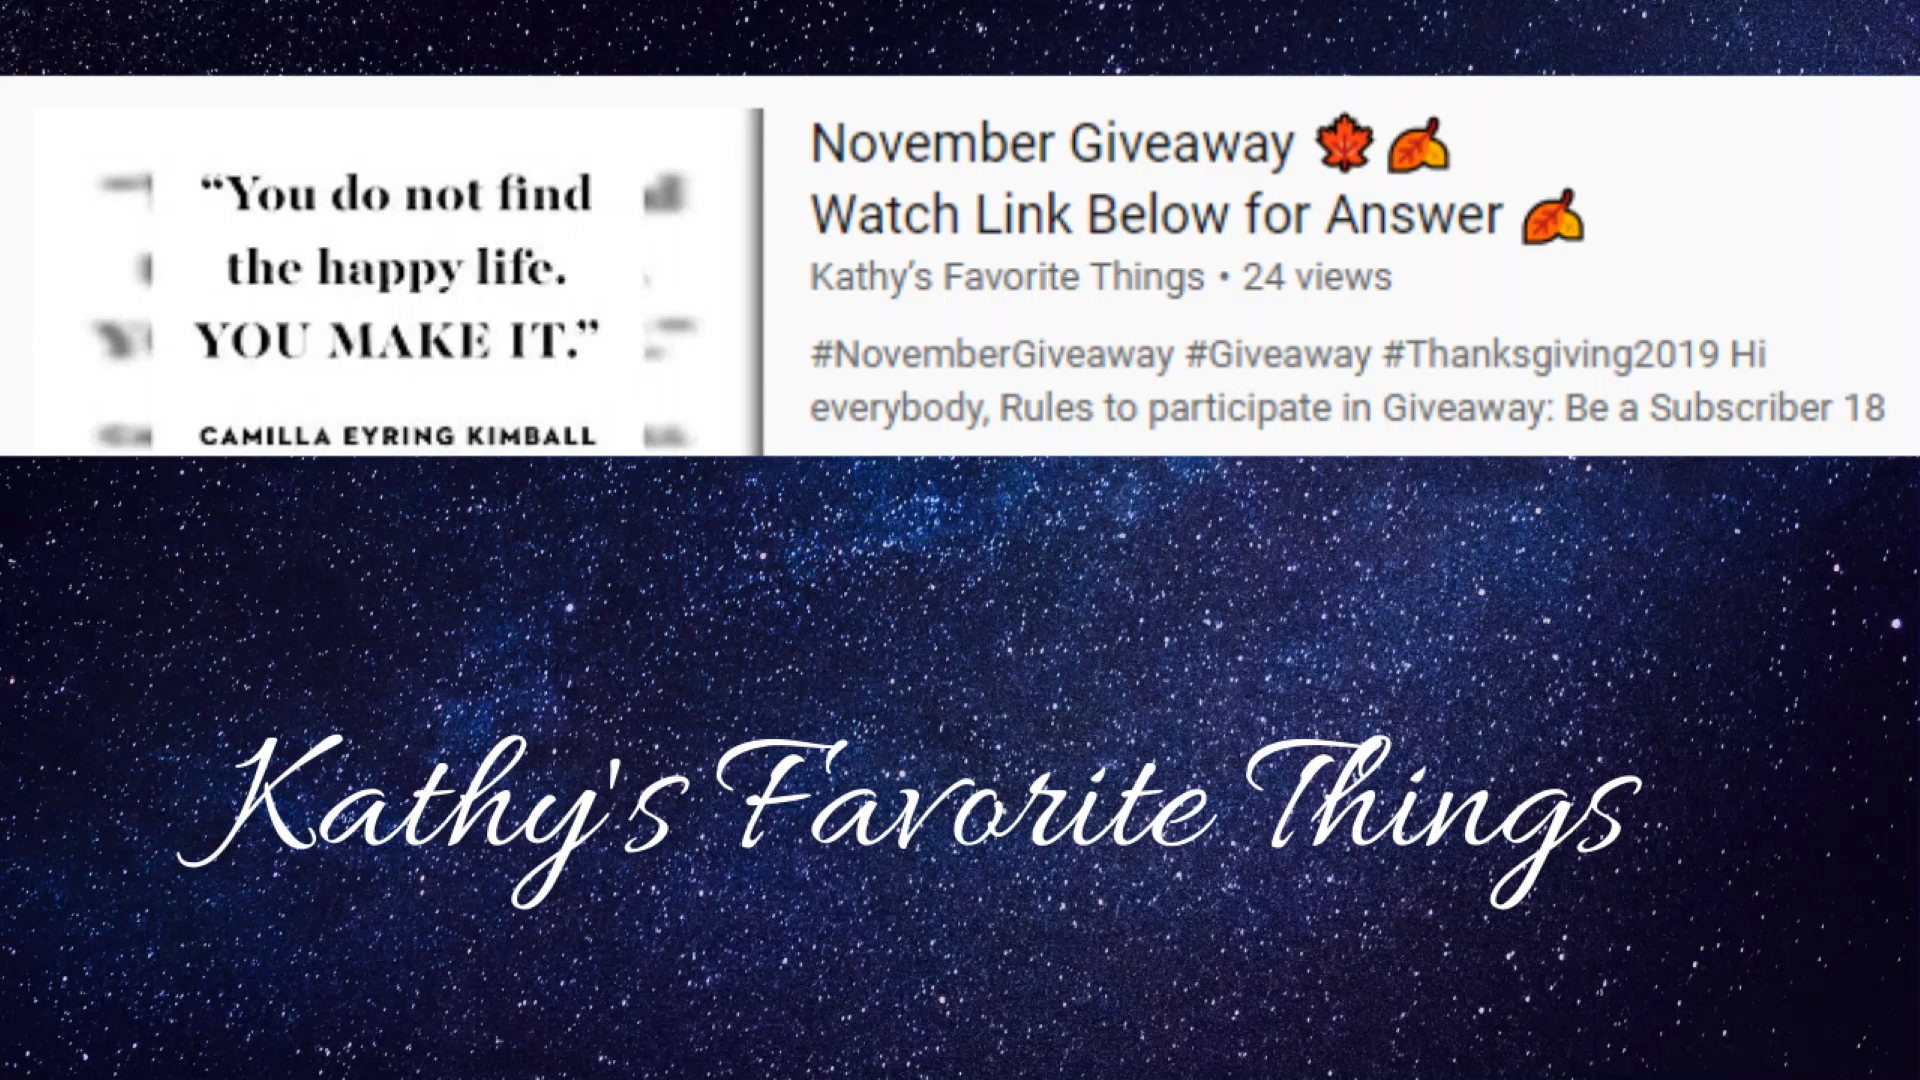 “You do not find
the happy life.
YOU MAKE IT.”
CAMILLA EYRING KIMBALL
November Giveaway 🍁🍂
Watch Link Below for Answer 🍂
Kathy’s Favorite Things • 24 views
#NovemberGiveaway #Giveaway #Thanksgiving2019 Hi
everybody, Rules to participate in Giveaway: Be a Subscriber 18
Kathy's Favorite Things